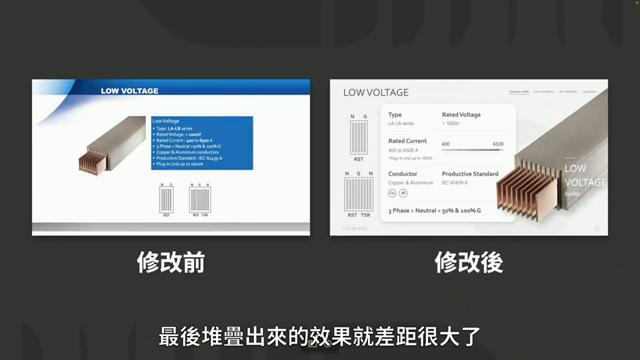 LOW VOLTAGE
Low Voltage
• Type: LA-LB series
• Rated Voltage: < 1000V
• Rated Current: 400 to 6500 A
• 3 Phase + Neutral +50% & 100% G
• Copper & Aluminium conductors
• Productive Standard: IEC-61439-6
• Plug in Unit up to 1600A
N G
N G
RST
RST TSR
修改前
LOW VOLTAGE
N G
RST
N G N
RST TSR
Type
LA-LB series
Rated Voltage
< 1000V
Rated Current
400 to 6500 A
*Plug in Unit up to 1600A
400
6500
Conductor
Copper & Aluminium
Cu
Al
Productive Standard
IEC-61439-6
3 Phase + Neutral + 50% & 100% G
LOW
VOLTAGE
修改後
最後堆疊出來的效果就差距很大了